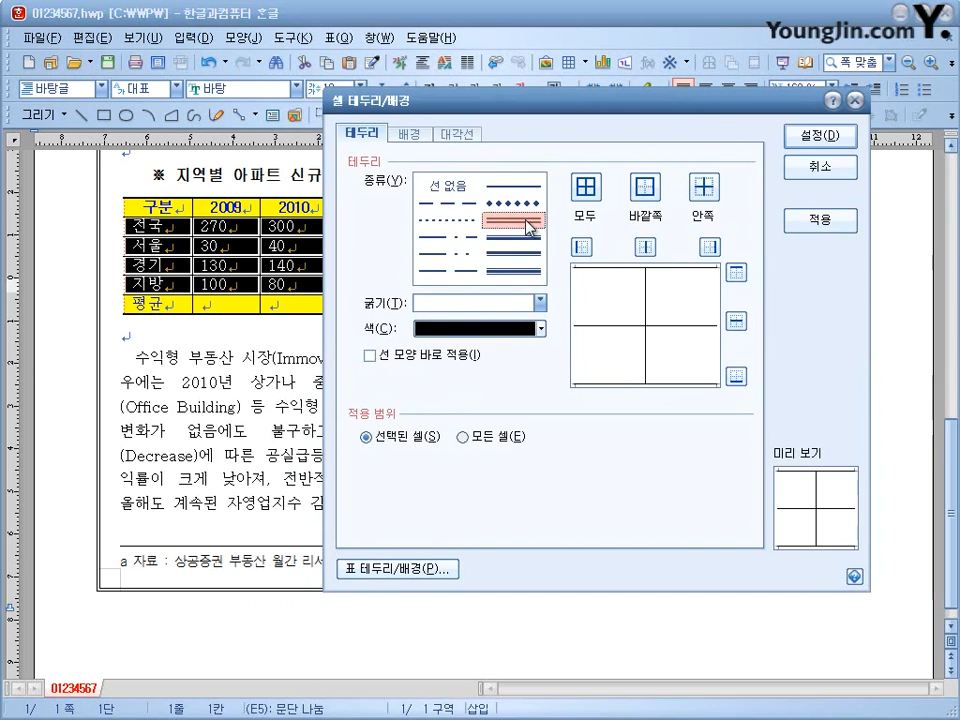 01234567.hwp [C:\WWPW] - 한글과컴퓨터 흔글
YoungJin.com Y.
파일(F) 편집(E) 보기(U) 입력(D) 모양(J) 도구(K) 표(Q) 창(W) 도움말(H)
폭 맞춤
바탕글 대표 바탕
그리기
셀 테두리/배경
테두리 배경 대각선
테두리
종류(Y):
선 없음
모두 바깥쪽 안쪽
굵기(T):
색(C):
선 모양 바로 적용(I)
적용 범위
선택된 셀(S) 모든 셀(E)
설정(D)
취소
적용
미리 보기
표 테두리/배경(P)...
※ 지역별 아파트 신규
구분 2009 2010
전국 270 300
서울 30 40
경기 130 140
지방 100 80
평균
수익형 부동산 시장(Immov
우에는 2010년 상가나 중
(Office Building) 등 수익형
변화가 없음에도 불구하고
(Decrease)에 따른 공실급등
익률이 크게 낮아져, 전반적
올해도 계속된 자영업지수 감
a 자료 : 상공증권 부동산 월간 리서
01234567
1/ 1 쪽 1단 1줄 1칸 (E5): 문단 나눔 1/ 1 구역 삽입